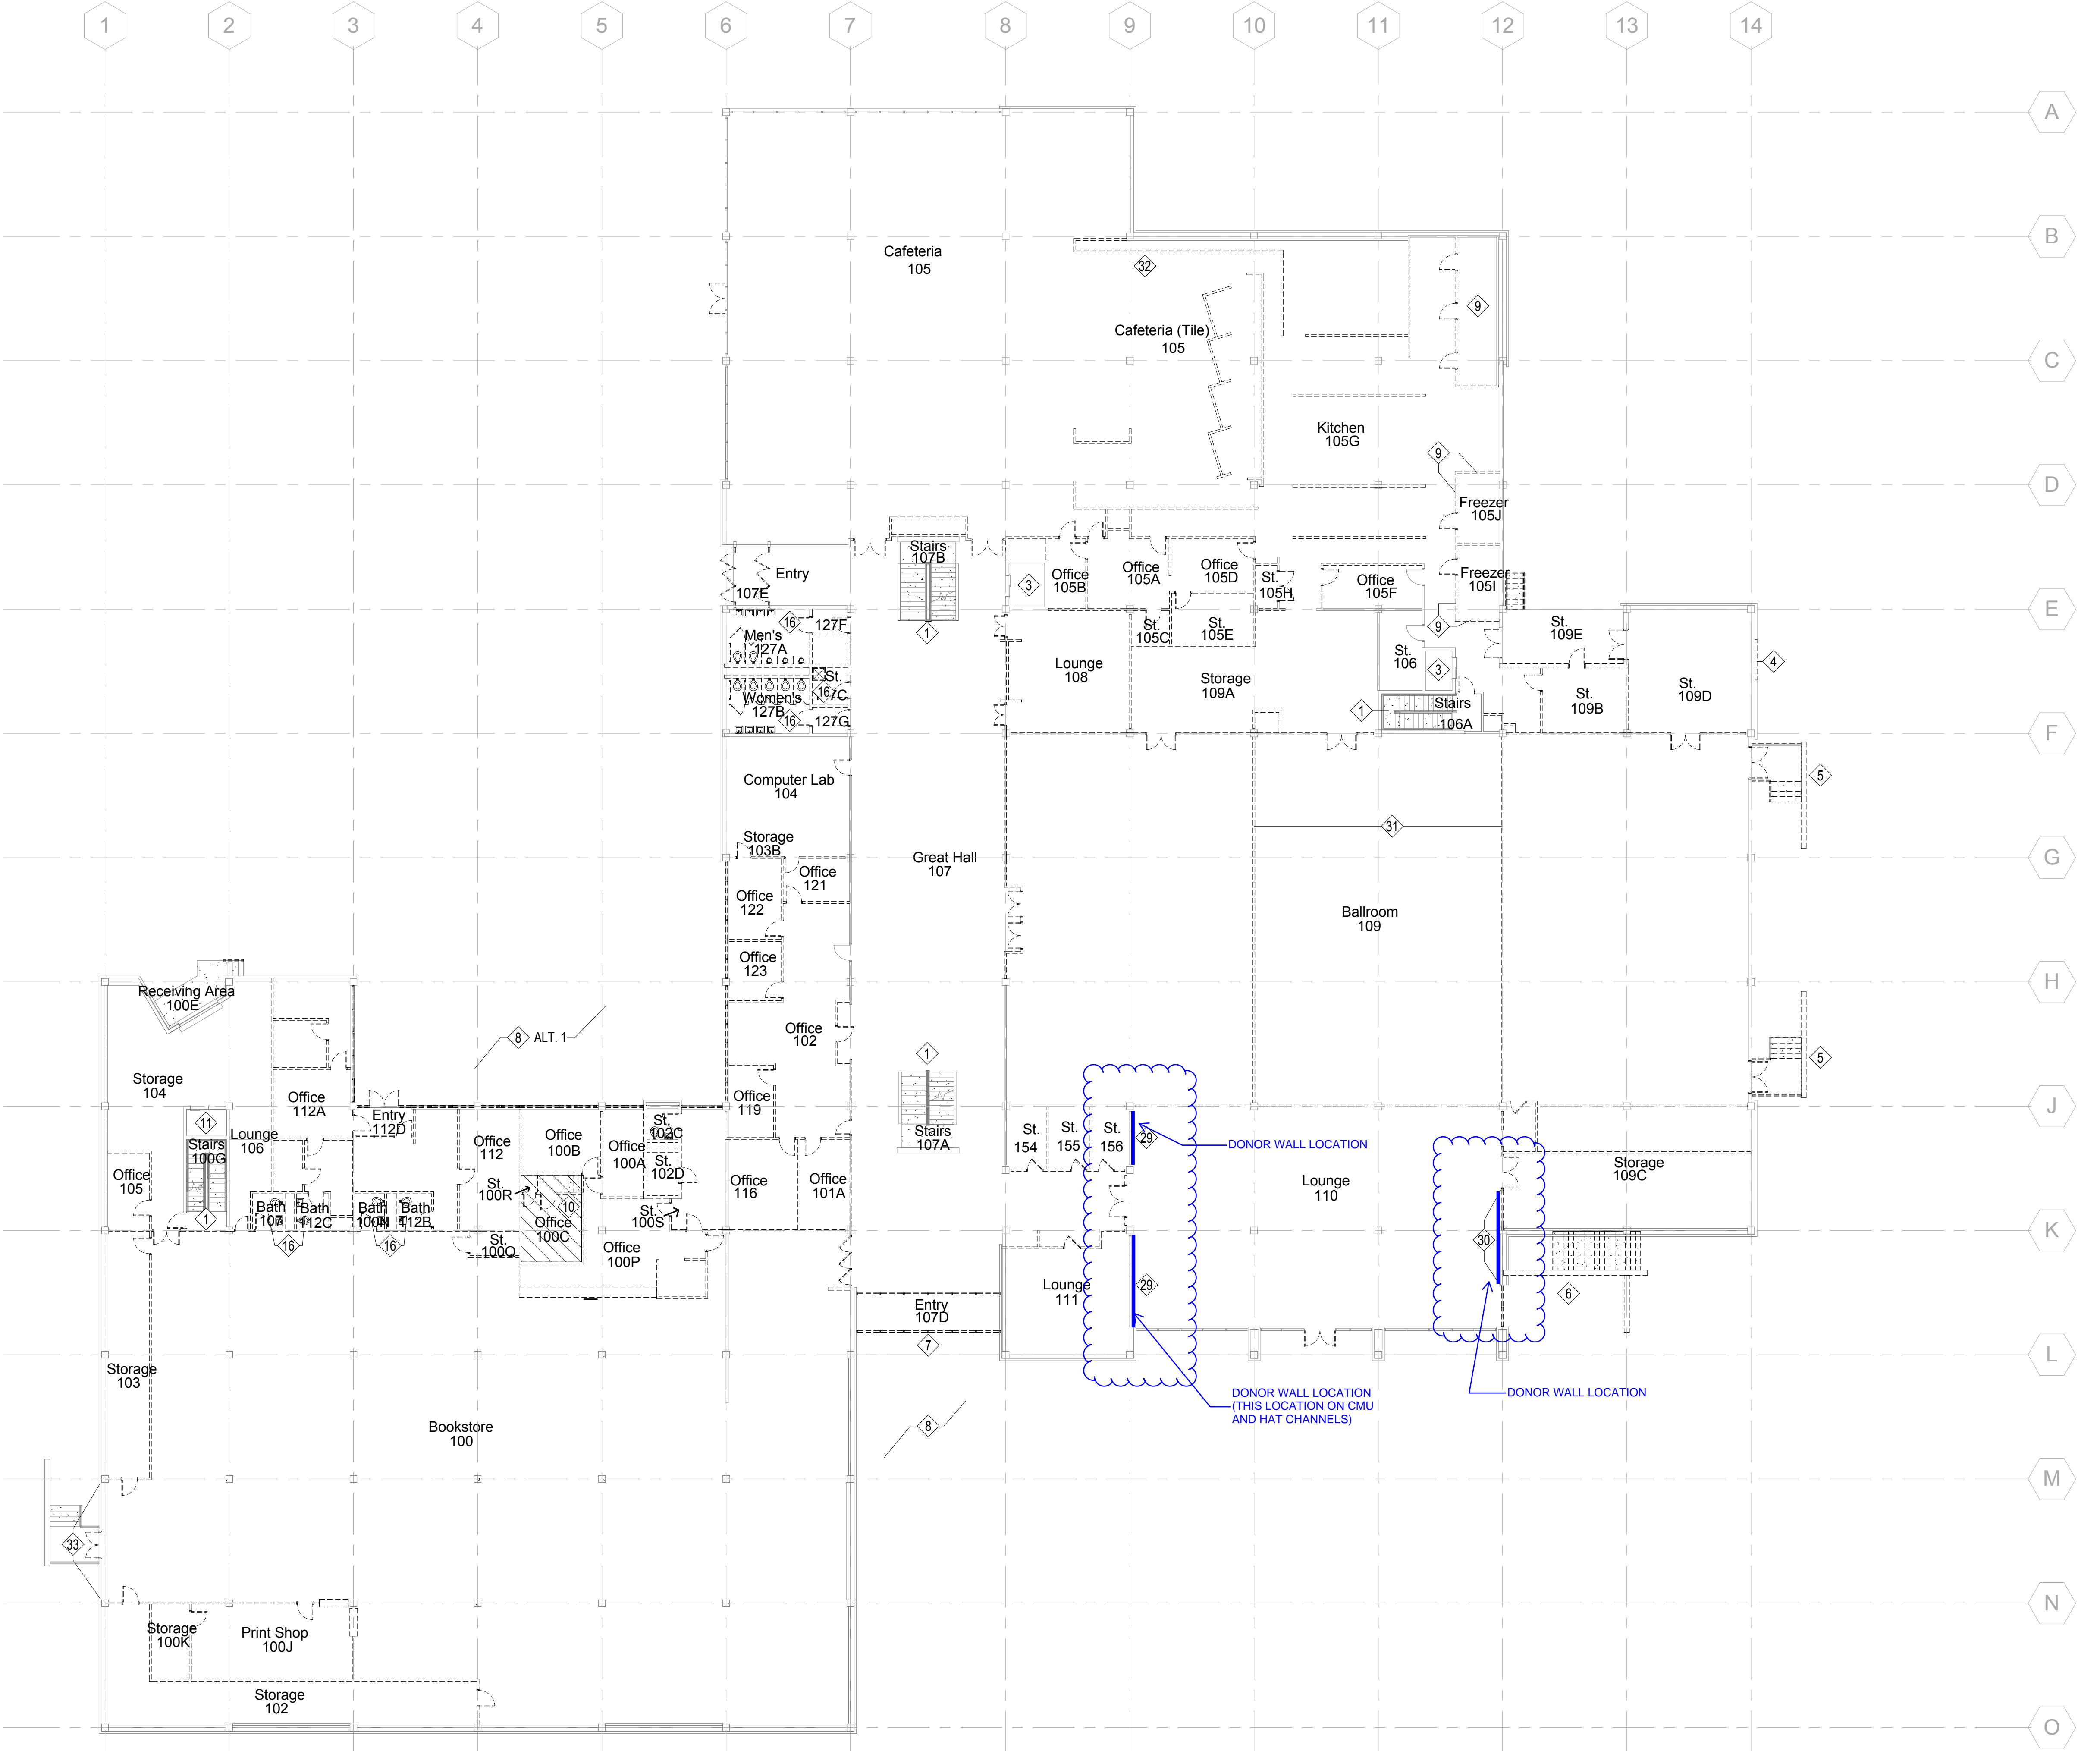 1 2 3 4 5 6 7 8 9 10 11 12 13 14
A
B
Cafeteria
105
32
9
Cafeteria (Tile)
105
C
Kitchen
105G
9
D
Freezer
105J
Stairs
107B
Entry
107E
3
Office
105B
Office
105A
Office
105D
St.
105H
Office
105F
Freezer
105I
E
1
16
127F
Men's
127A
St.
105C
St.
105E
9
St.
109E
Lounge
108
Storage
109A
St.
106
3
4
St.
7C
16
Women's
127B
16
127G
1
Stairs
106A
St.
109B
St.
109D
F
Computer Lab
104
5
31
Storage
103B
Great Hall
107
G
Office
121
Office
122
Ballroom
109
Office
123
H
Receiving Area
100E
8 ALT. 1
Office
102
1
5
Storage
104
Office
112A
Office
119
J
11
Entry
112D
Stairs
100G
Lounge
106
Office
112
Office
100B
Office
100A
St.
102C
St.
102D
Stairs
107A
St.
154
St.
155
St.
156
29
DONOR WALL LOCATION
Office
105
St.
100R
Office
116
Office
101A
Lounge
110
Storage
109C
1
Bath
Bath
12C
Bath
100N
Bath
112B
10
Office
100C
St.
100S
K
16
16
St.
100Q
Office
100P
30
Lounge
111
29
6
Entry
107D
7
L
Storage
103
DONOR WALL LOCATION
(THIS LOCATION ON CMU
AND HAT CHANNELS)
DONOR WALL LOCATION
Bookstore
100
8
M
33
N
Storage
100K
Print Shop
100J
Storage
102
O